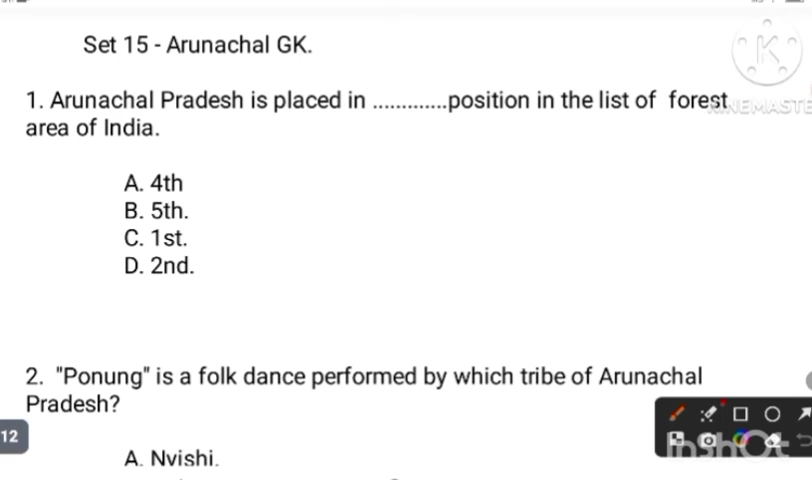 Set 15 - Arunachal GK.
K
KINEMASTE
1. Arunachal Pradesh is placed in .............position in the list of forest
area of India.
A. 4th
B. 5th.
C. 1st.
D. 2nd.
2. "Ponung" is a folk dance performed by which tribe of Arunachal
Pradesh?
12
InShOt
A. Nyishi.